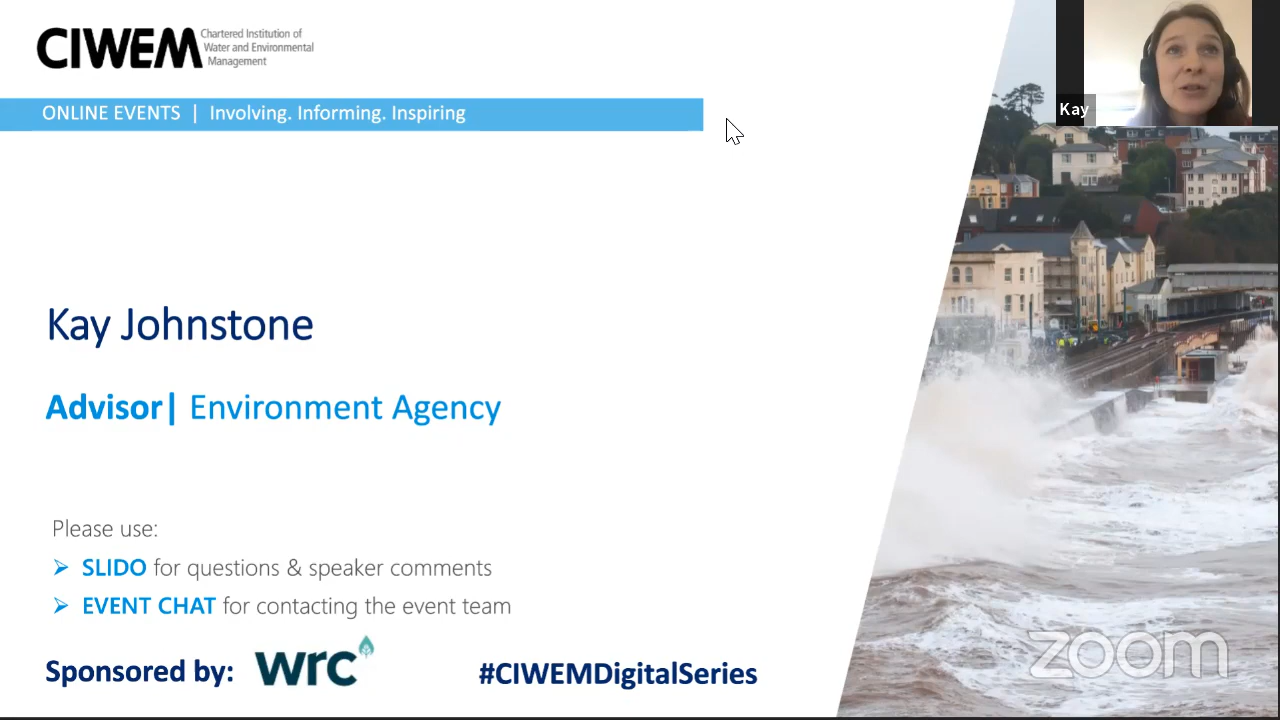 CIWEM
Chartered Institution of
Water and Environmental
Management
ONLINE EVENTS | Involving. Informing. Inspiring
Kay
Kay Johnstone
Advisor| Environment Agency
Please use:
➢ SLIDO for questions & speaker comments
➢ EVENT CHAT for contacting the event team
Sponsored by: wrc
#CIWEMDigitalSeries
zoom